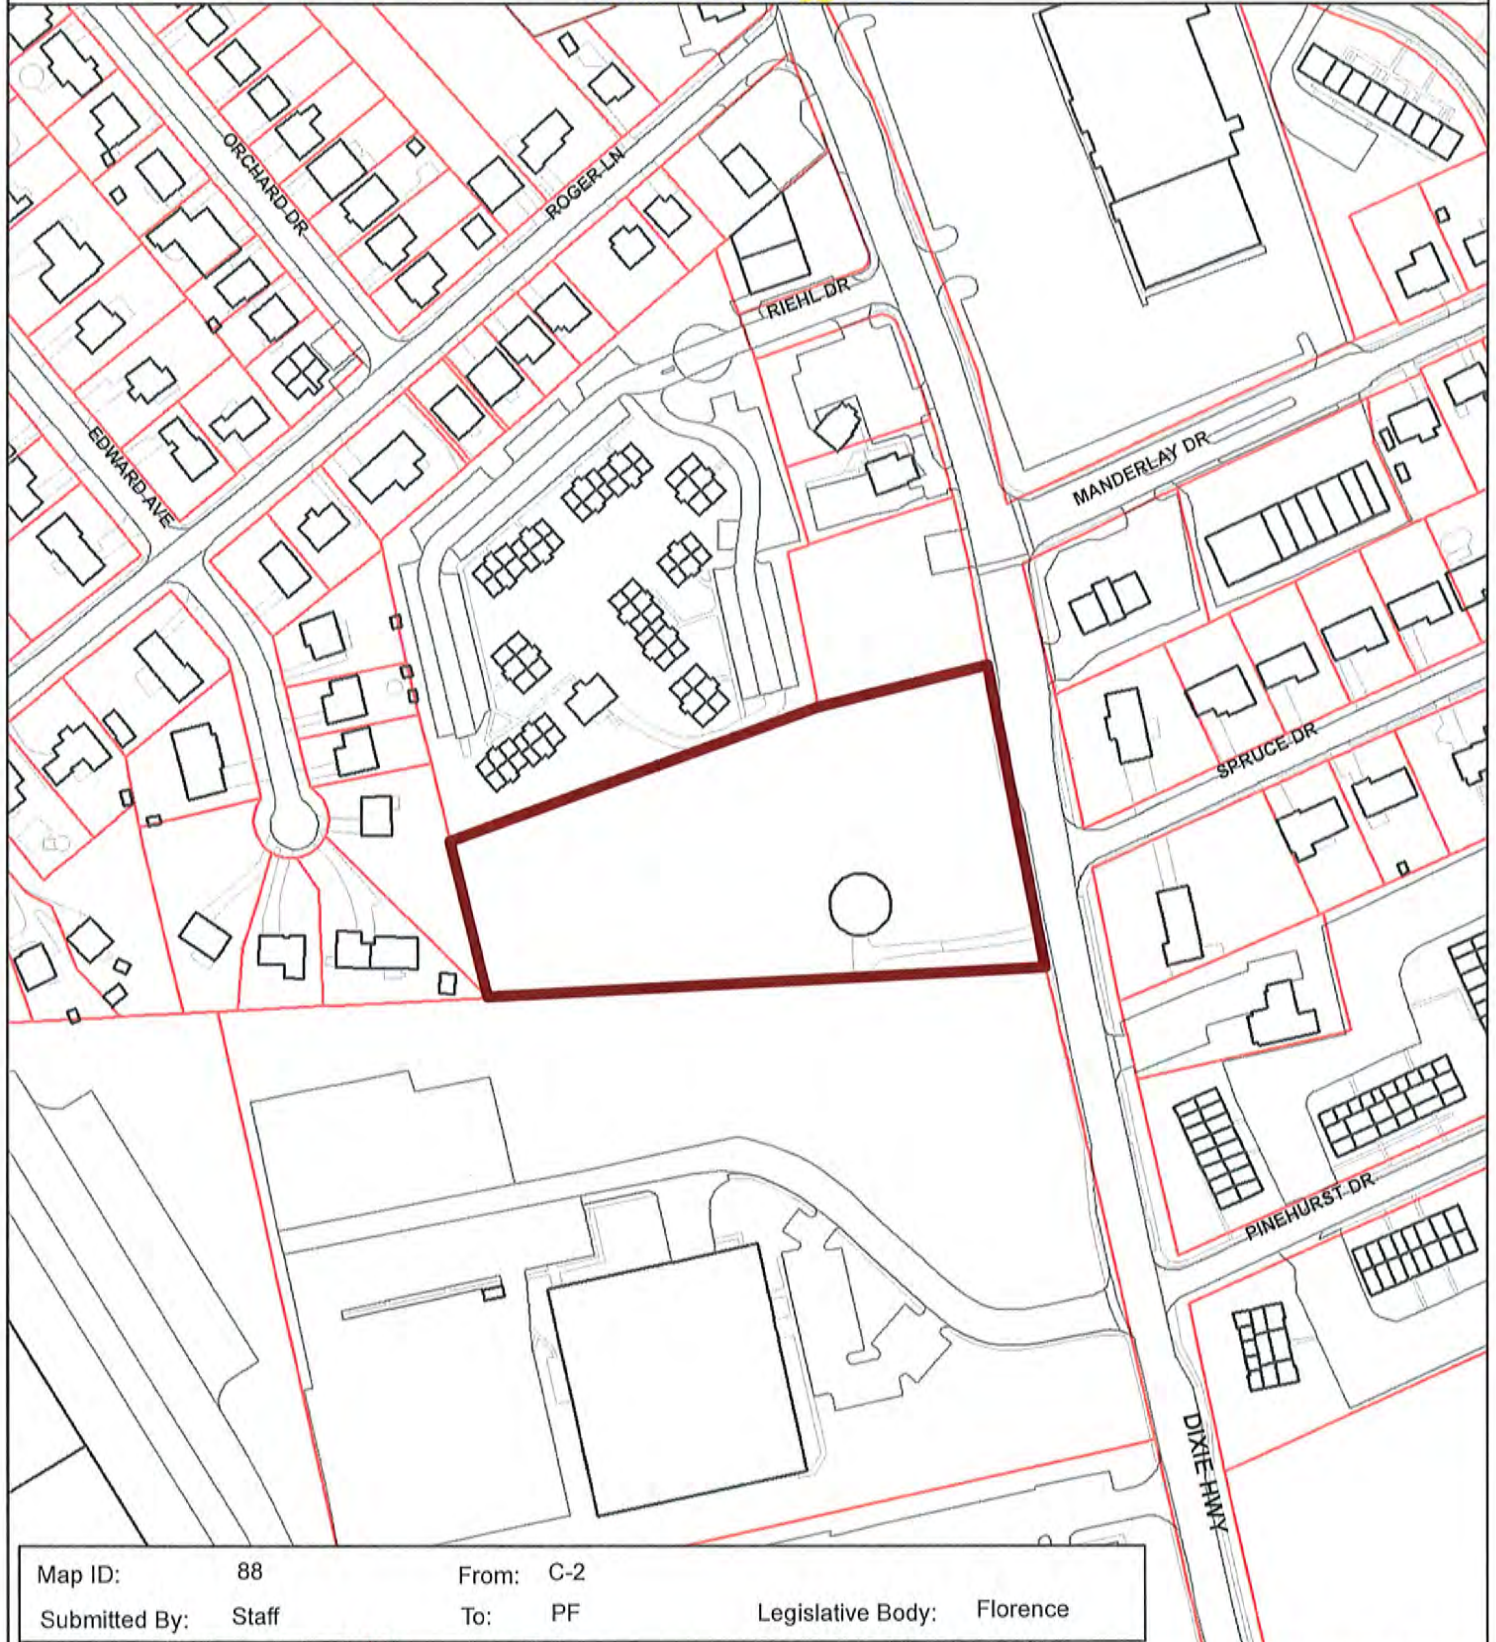 ORCHARD DR
ROGER LN
RIEHL DR
EDWARD AVE
MANDERLAY DR
SPRUCE DR
PINEHURST DR
DIXIE HWY
Map ID: 88 From: C-2
Submitted By: Staff To: PF Legislative Body: Florence